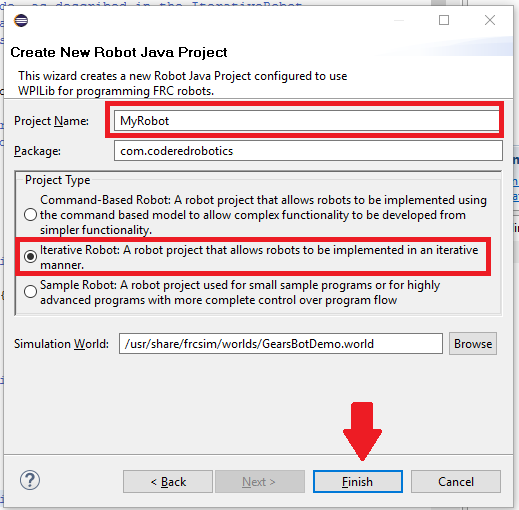 as described in the IterativeRobot
Create New Robot Java Project
This wizard creates a new Robot Java Project configured to use
WPILib for programming FRC robots.
Project Name: MyRobot
Package: com.coderedrobotics
Project Type
Command-Based Robot: A robot project that allows robots to be implemented using
the command based model to allow complex functionality to be developed from
simpler functionality.
Iterative Robot: A robot project that allows robots to be implemented in an iterative
manner.
Sample Robot: A robot project used for small sample programs or for highly
advanced programs with more complete control over program flow
Simulation World: /usr/share/frcsim/worlds/GearsBotDemo.world Browse
? < Back Next > Finish Cancel